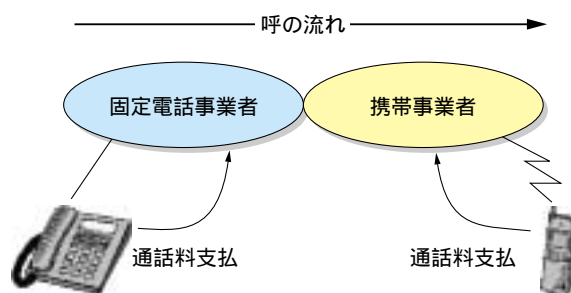 呼の流れ
固定電話事業者
携帯事業者
通話料支払
通話料支払